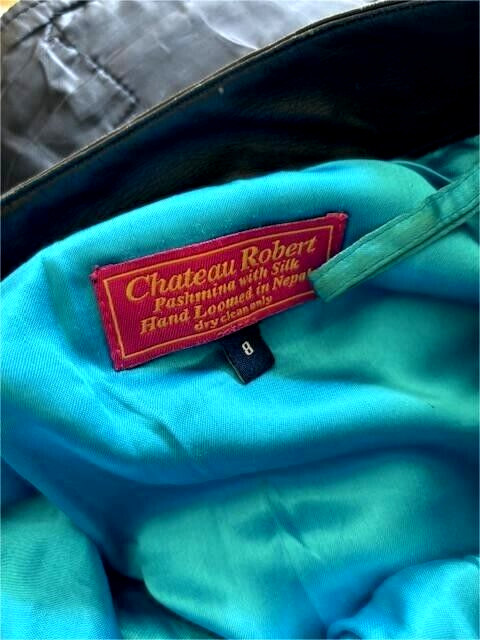 Chateau Robert
Pashmina with Silk
Hand Loomed in Nepal
dry clean only
8